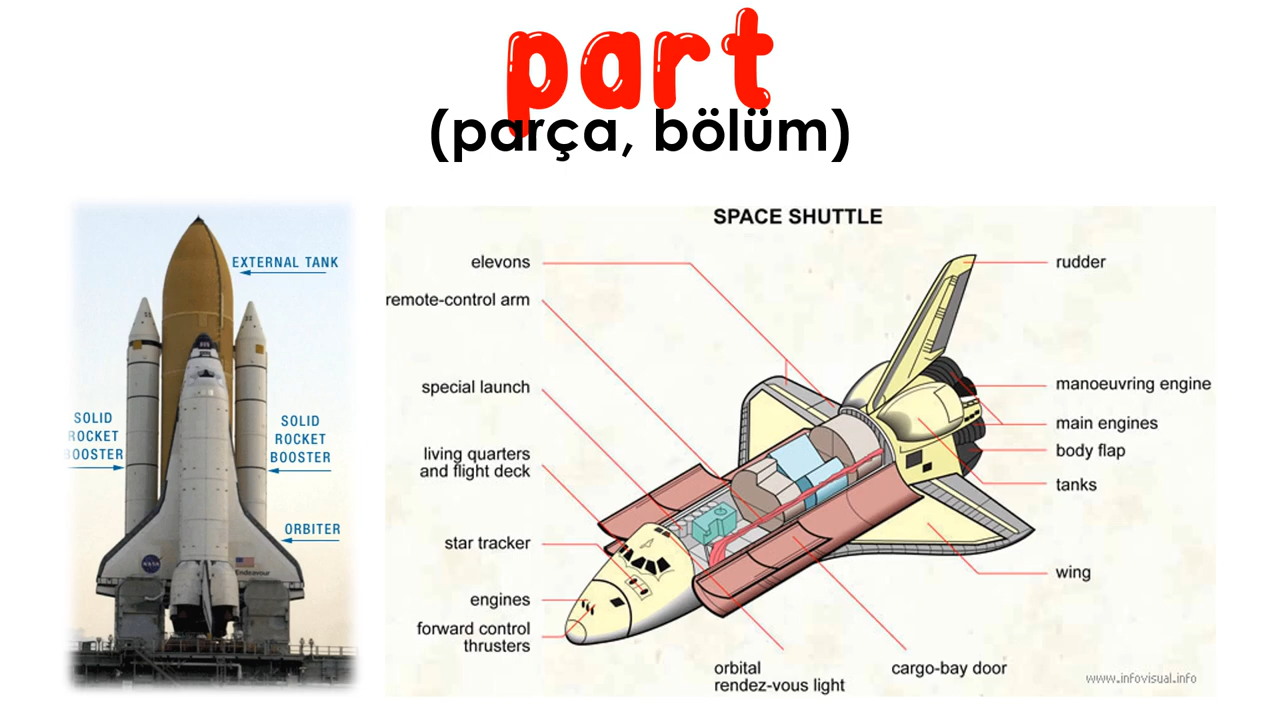 part
(parça, bölüm)
EXTERNAL TANK
SOLID
ROCKET
BOOSTER
SOLID
ROCKET
BOOSTER
ORBITER
NASA
Endeavour
SPACE SHUTTLE
elevons
remote-control arm
special launch
living quarters
and flight deck
star tracker
engines
forward control
thrusters
rudder
manoeuvring engine
main engines
body flap
tanks
wing
orbital
rendez-vous light
cargo-bay door
www.infovisual.info